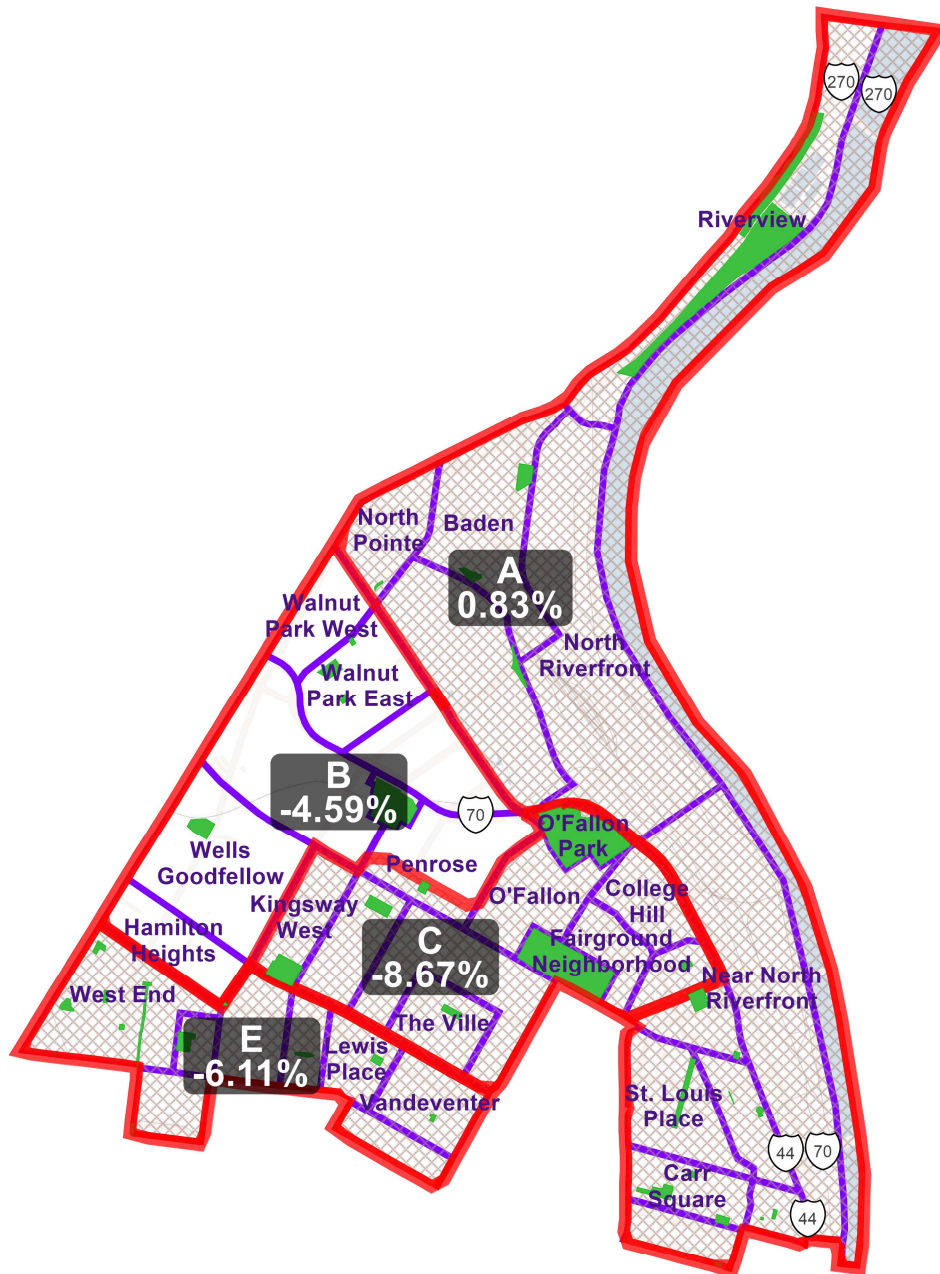 270
270
Riverview
North
Pointe
Baden
A
0.83%
Walnut
Park West
North
Riverfront
Walnut
Park East
B
-4.59%
70
O'Fallon
Park
Wells
Goodfellow
Penrose
Kingsway
West
O'Fallon
College
Hill
Hamilton
Heights
C
-8.67%
Fairground
Neighborhood
West End
Near North
Riverfront
The Ville
E
-6.11%
Lewis
Place
Vandeventer
St. Louis
Place
44
70
Carr
Square
44